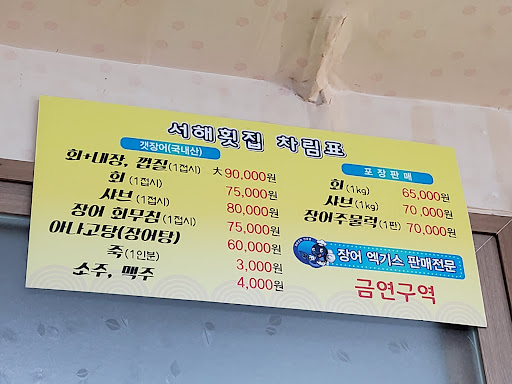 서해횟집 차림표
갯장어(국내산)
회+내장, 껍질(1접시) 大90,000원
회(1접시) 75,000원
샤브(1접시) 80,000원
장어 회무침(1접시) 75,000원
아나고탕(장어탕) 60,000원
죽(1인분) 3,000원
소주, 맥주 4,000원
포장판매
회(1kg) 65,000원
샤브(1kg) 70,000원
장어주물럭(1판) 70,000원
장어 엑기스 판매전문
금연구역